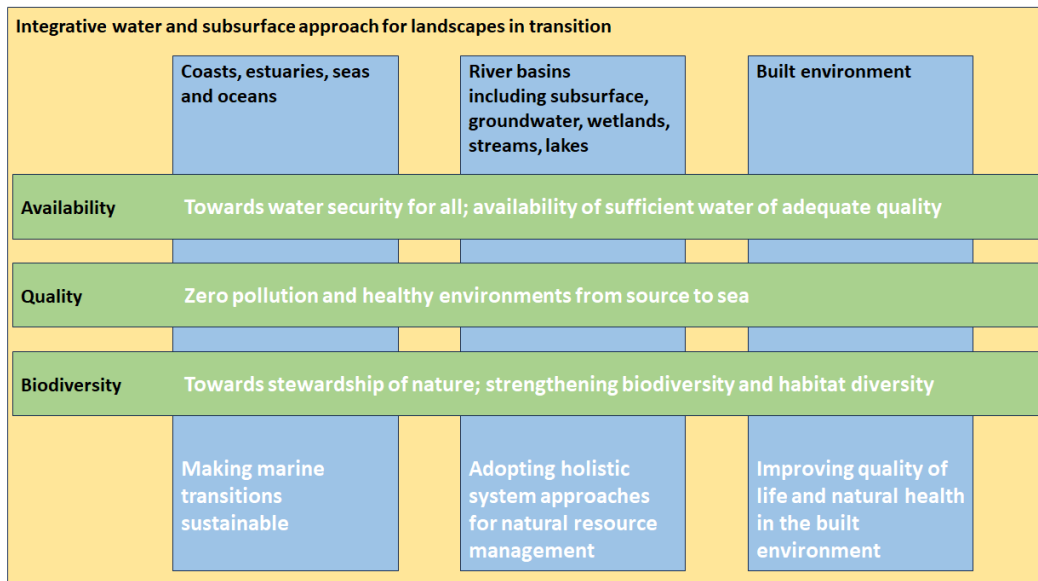 Integrative water and subsurface approach for landscapes in transition
Coasts, estuaries, seas
and oceans
River basins
including subsurface,
groundwater, wetlands,
streams, lakes
Built environment
Availability
Towards water security for all; availability of sufficient water of adequate quality
Quality
Zero pollution and healthy environments from source to sea
Biodiversity
Towards stewardship of nature; strengthening biodiversity and habitat diversity
Making marine
transitions
sustainable
Adopting holistic
system approaches
for natural resource
management
Improving quality of
life and natural health
in the built
environment